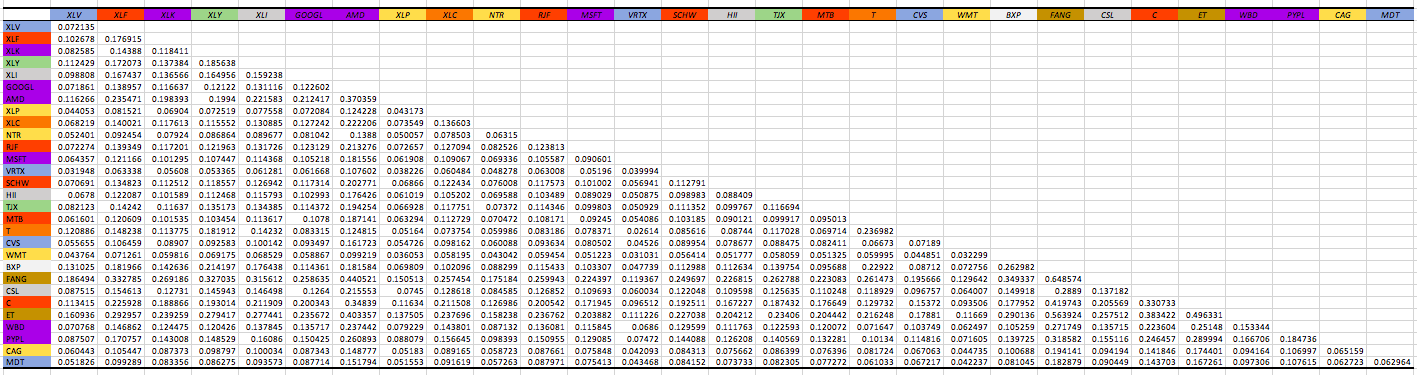 XLV XLF XLK XLY XLI GOOGL AMD XLP XLC NTR RJF MSFT VRTX SCHW HII TJX MTB T CVS WMT BXP FANG CSL C ET WBD PYPL CAG MDT
XLV 0.072135
XLF 0.102678 0.176915
XLK 0.082585 0.14388 0.118411
XLY 0.112429 0.172073 0.137384 0.185638
XLI 0.098808 0.167437 0.136566 0.164956 0.159238
GOOGL 0.071861 0.138957 0.116637 0.12122 0.131116 0.122602
AMD 0.116266 0.235471 0.198393 0.1994 0.221583 0.212417 0.370359
XLP 0.044053 0.081521 0.06904 0.072519 0.077558 0.072084 0.124228 0.043173
XLC 0.068219 0.140021 0.117613 0.115552 0.130885 0.127242 0.222206 0.073549 0.136603
NTR 0.052401 0.092454 0.07924 0.086864 0.089677 0.081042 0.1388 0.050057 0.078503 0.06315
RJF 0.072274 0.139349 0.117201 0.121963 0.131726 0.123129 0.213276 0.072657 0.127094 0.082526 0.123813
MSFT 0.064357 0.121166 0.101295 0.107447 0.114368 0.105218 0.181556 0.061908 0.109067 0.069336 0.105587 0.090601
VRTX 0.031948 0.063338 0.05608 0.053365 0.061281 0.061668 0.107602 0.038226 0.060484 0.048278 0.063008 0.05196 0.039994
SCHW 0.070691 0.134823 0.112518 0.118557 0.126942 0.117314 0.202771 0.06866 0.122434 0.076008 0.117573 0.101002 0.056941 0.112791
HII 0.0678 0.122087 0.101589 0.112468 0.115793 0.102993 0.176426 0.061019 0.105202 0.069588 0.103489 0.089029 0.050875 0.098983 0.088409
TJX 0.082123 0.14242 0.11637 0.135173 0.134385 0.114372 0.194254 0.066928 0.117751 0.07372 0.114346 0.099803 0.050929 0.111352 0.099767 0.116694
MTB 0.061601 0.120609 0.101535 0.103454 0.113617 0.1078 0.187141 0.063294 0.112729 0.070472 0.108171 0.09245 0.054086 0.103185 0.090121 0.099917 0.095013
T 0.120886 0.148238 0.113775 0.181912 0.14232 0.083315 0.124815 0.05164 0.073754 0.059986 0.083186 0.078371 0.02614 0.085616 0.08744 0.117028 0.069714 0.236982
CVS 0.055655 0.106459 0.08907 0.092583 0.100142 0.093497 0.161723 0.054726 0.098162 0.060088 0.093634 0.080502 0.04526 0.089954 0.078677 0.088475 0.082411 0.06673 0.07189
WMT 0.043764 0.071261 0.059816 0.069175 0.068529 0.058867 0.099219 0.036053 0.058195 0.043042 0.059454 0.051223 0.031031 0.056414 0.051777 0.058059 0.051325 0.059995 0.044851 0.032299
BXP 0.131025 0.181966 0.142636 0.214197 0.176438 0.114361 0.181584 0.069809 0.102096 0.088299 0.115433 0.103307 0.047739 0.112988 0.112634 0.139754 0.095688 0.22922 0.08712 0.072756 0.262982
FANG 0.186494 0.332785 0.269186 0.327035 0.315612 0.258635 0.440651 0.150513 0.257454 0.175184 0.259943 0.224397 0.119367 0.249697 0.226815 0.262788 0.223083 0.261473 0.195666 0.129642 0.349337 0.648574
CSL 0.087515 0.154613 0.12731 0.145943 0.146498 0.1264 0.215553 0.0745 0.128618 0.084585 0.126852 0.109693 0.060034 0.122048 0.109598 0.125635 0.110248 0.118929 0.096757 0.064007 0.149918 0.2889 0.137182
C 0.113415 0.225928 0.188866 0.193014 0.211909 0.200343 0.34839 0.11634 0.211508 0.126986 0.200542 0.171945 0.096512 0.192511 0.167227 0.187432 0.176649 0.129732 0.15372 0.093506 0.177952 0.419743 0.205569 0.330733
ET 0.160936 0.292957 0.239259 0.279417 0.277441 0.235672 0.403357 0.137505 0.237696 0.158238 0.236762 0.203882 0.111226 0.227038 0.204212 0.23406 0.204442 0.216248 0.17881 0.11669 0.290136 0.563924 0.257512 0.383422 0.496331
WBD 0.070768 0.146862 0.124475 0.120426 0.137845 0.135717 0.237442 0.079229 0.143801 0.087132 0.136081 0.115845 0.0686 0.129599 0.111763 0.122593 0.120072 0.071647 0.103749 0.062497 0.105259 0.271749 0.135715 0.223604 0.25148 0.153344
PYPL 0.087507 0.170757 0.143008 0.148529 0.16086 0.150425 0.260893 0.088079 0.156645 0.098393 0.150955 0.129085 0.07472 0.144088 0.126208 0.140569 0.132281 0.10134 0.114816 0.071605 0.139725 0.318582 0.155116 0.246457 0.289994 0.166706 0.184736
CAG 0.060443 0.105447 0.087373 0.098797 0.100034 0.087343 0.148777 0.05183 0.089165 0.058723 0.087661 0.075848 0.042093 0.084313 0.075662 0.086399 0.076396 0.081724 0.067063 0.044735 0.100688 0.194141 0.094194 0.141846 0.174401 0.094164 0.106997 0.065159
MDT 0.051826 0.099289 0.083356 0.086275 0.093573 0.087714 0.151794 0.051553 0.091619 0.057263 0.087971 0.075413 0.043468 0.084152 0.073733 0.082305 0.077272 0.061033 0.067217 0.042237 0.081045 0.182879 0.090449 0.143703 0.167261 0.097306 0.107615 0.062723 0.062964